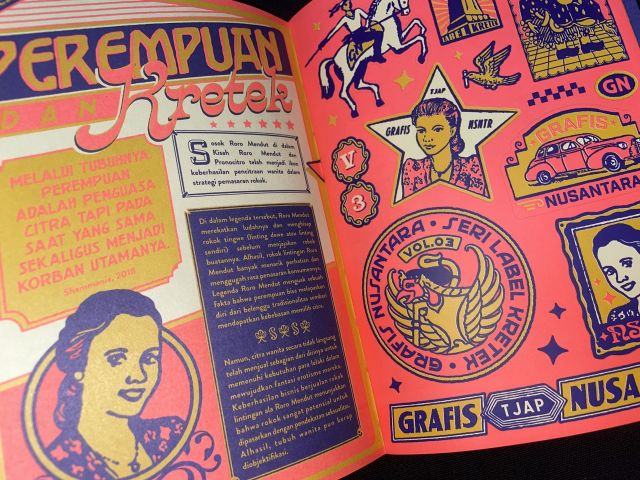 PEREMPUAN
DAN Kretek
MELALUI TUBUHNYA,
PEREMPUAN
ADALAH PENGUASA
CITRA TAPI PADA
SAAT YANG SAMA
SEKALIGUS MENJADI
KORBAN UTAMANYA.
Shammania, 2018
Sosok Roro Mendut di dalam
Kisah Roro Mendut dan
Pronocitro telah menjadi ikon
keberhasilan pencitraan wanita dalam
strategi pemasaran rokok.
Di dalam legenda tersebut, Roro Mendut
merekatkan ludahnya dan menghisap
rokok tingwe (linting dewe atau linting
sendiri) sebelum menjajakan rokok
buatannya. Alhasil, rokok lintingan Roro
Mendut banyak menarik perhatian dan
menggugah rasa penasaran konsumennya.
Legenda Roro Mendut menguak sebuah
fakta bahwa perempuan bisa melepaskan
diri dari belenggu tradisionalitas sembari
mendapatkan kebebasan memilih citra.
Namun, citra wanita secara tidak langsung
telah menjual sebagian dari dirinya untuk
memenuhi kebutuhan para lelaki dalam
mewujudkan fantasi erotisme mereka.
Keberhasilan bisnis berjualan rokok
lintingan ala Roro Mendut menunjukkan
bahwa rokok sangat potensial untuk
dipasarkan dengan pendekatan seksualitas.
Alhasil, tubuh wanita pun kerap
diobjektifikasi.
LABEL KRETEK
TJAP
GRAFIS NSNTR
V
3
GN
GRAFIS
NUSANTARA
GRAFIS NUSANTARA · SERI LABEL KRETEK ·
VOL.03
GRAFIS TJAP NUSA